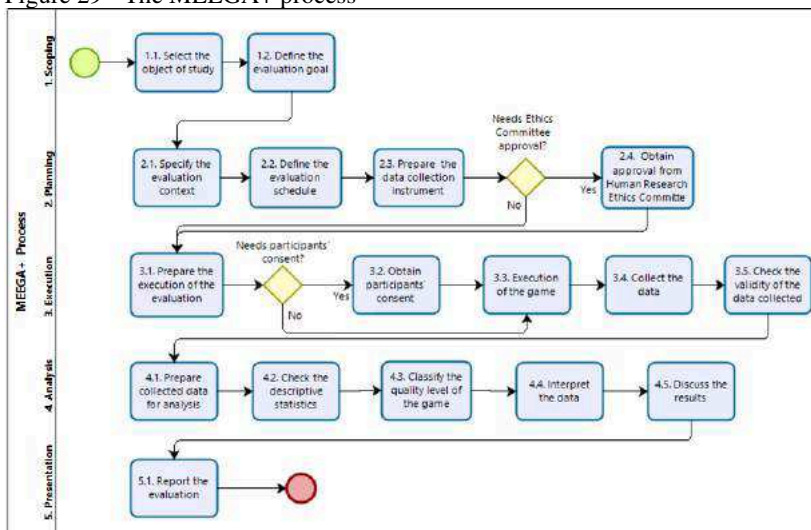 Figure 29 - The MEEGA+ process
MEEGA+ Process
1. Scoping
1.1. Select the
object of study
1.2. Define the
evaluation goal
2. Planning
2.1. Specify the
evaluation context
2.2. Define the
evaluation schedule
2.3. Prepare the
data collection
instrument
Needs Ethics
Committee
approval?
Yes
No
2.4. Obtain
approval from
Human Research
Ethics Committe
3. Execution
3.1. Prepare the
execution of the
evaluation
Needs participants'
consent?
Yes
No
3.2. Obtain
participants'
consent
3.3. Execution
of the game
3.4. Collect the
data
3.5. Check the
validity of the
data collected
4. Analysis
4.1. Prepare
collected data
for analysis
4.2. Check the
descriptive
statistics
4.3. Classify the
quality level of
the game
4.4. Interpret
the data
4.5. Discuss the
results
5. Presentation
5.1. Report the
evaluation